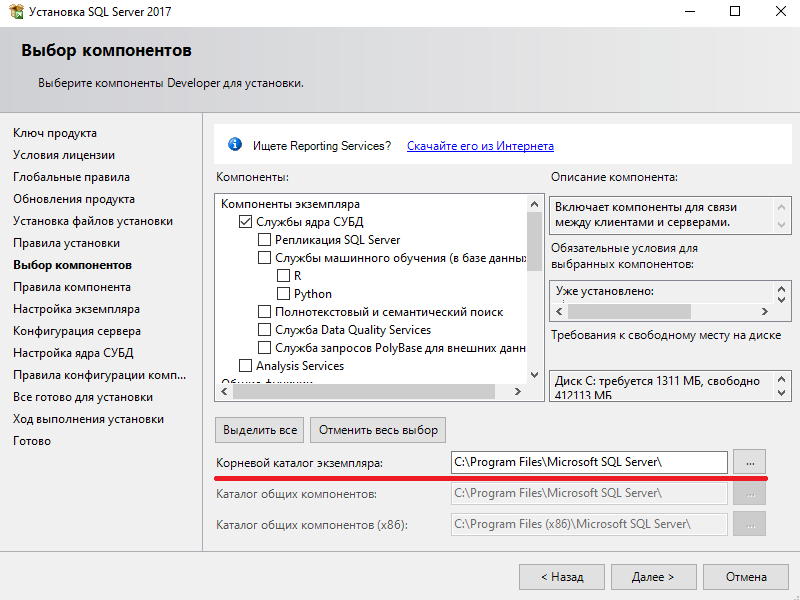 Установка SQL Server 2017
Выбор компонентов
Выберите компоненты Developer для установки.
Ключ продукта
Условия лицензии
Глобальные правила
Обновления продукта
Установка файлов установки
Правила установки
Выбор компонентов
Правила компонента
Настройка экземпляра
Конфигурация сервера
Настройка ядра СУБД
Правила конфигурации комп...
Все готово для установки
Ход выполнения установки
Готово
Ищете Reporting Services? Скачайте его из Интернета
Компоненты:
Компоненты экземпляра
Службы ядра СУБД
Репликация SQL Server
Службы машинного обучения (в базе данны
R
Python
Полнотекстовый и семантический поиск
Служба Data Quality Services
Служба запросов PolyBase для внешних данн
Analysis Services
Общие функции
Описание компонента:
Включает компоненты для связи
между клиентами и серверами.
Обязательные условия для
выбранных компонентов:
Уже установлено:
Требования к свободному месту на диске
Диск C: требуется 1311 МБ, свободно
412113 МБ
Выделить все
Отменить весь выбор
Корневой каталог экземпляра:
C:\Program Files\Microsoft SQL Server\
...
Каталог общих компонентов:
C:\Program Files\Microsoft SQL Server\
...
Каталог общих компонентов (x86):
C:\Program Files (x86)\Microsoft SQL Server\
...
< Назад
Далее >
Отмена